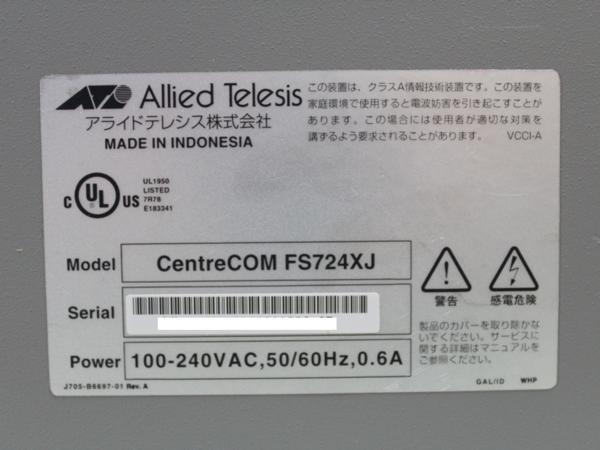 Allied Telesis
アライドテレシス株式会社
MADE IN INDONESIA
この装置は、クラスA情報技術装置です。この装置を
家庭環境で使用すると電波妨害を引き起こすことが
あります。この場合には使用者が適切な対策を
講ずるよう要求されることがあります。 VCCI-A
C UL US
UL1950
LISTED
7R78
E183341
Model CentreCOM FS724XJ
Serial
Power 100-240VAC,50/60Hz,0.6A
警告 感電危険
製品のカバーを取り除かな
いでください。サービスに
関する詳細はマニュアルを
ご参照ください。
J705-B6697-01 Rev. A
GAL/ID WHP